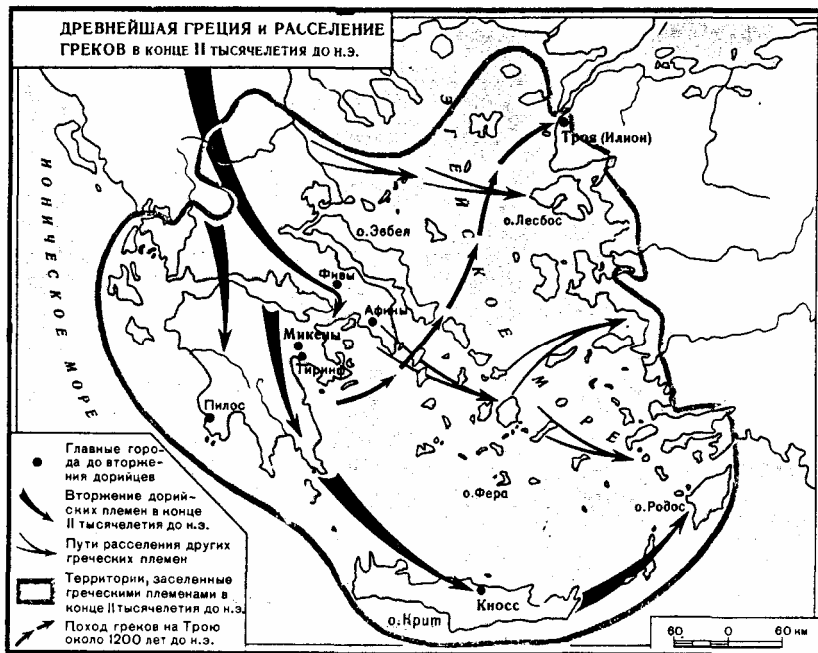 ДРЕВНЕЙШАЯ ГРЕЦИЯ и РАССЕЛЕНИЕ
ГРЕКОВ В КОНЦЕ II ТЫСЯЧЕЛЕТИЯ ДО Н.Э.
ЭГЕЙСКОЕ МОРЕ
ИОНИЧЕСКОЕ МОРЕ
Троя (Илион)
о.Лесбос
о.Эвбея
Фивы
Афины
Микены
Тиринф
Пилос
о.Фера
о.Родос
Кносс
о.Крит
Главные горо-
да до вторже-
ния дорийцев
Вторжение дорий-
ских племен в конце
II тысячелетия до н.э.
Пути расселения других
греческих племен
Территории, заселенные
греческими племенами в
конце II тысячелетия до н.э.
Поход греков на Трою
около 1200 лет до н.э.
60 0 60 км